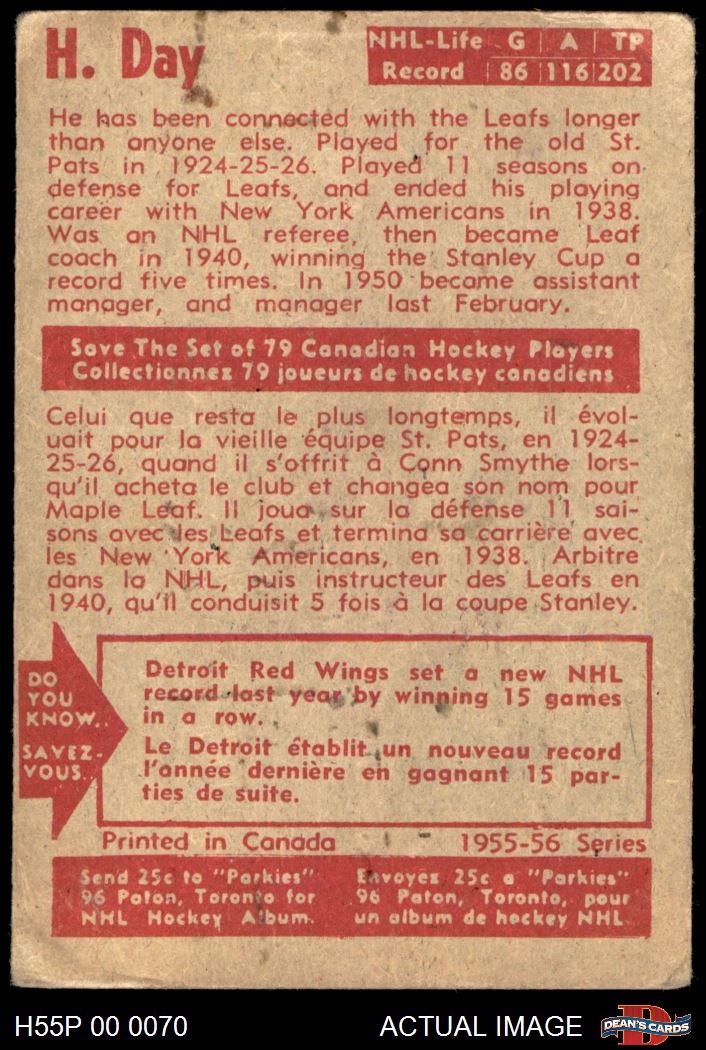 H. Day
NHL-Life G A TP
Record 86 116 202
He has been connected with the Leafs longer
than anyone else. Played for the old St.
Pats in 1924-25-26. Played 11 seasons on
defense for Leafs, and ended his playing
career with New York Americans in 1938.
Was an NHL referee, then became Leaf
coach in 1940, winning the Stanley Cup a
record five times. In 1950 became assistant
manager, and manager last February.
Save The Set of 79 Canadian Hockey Players
Collectionnez 79 joueurs de hockey canadiens
Celui que resta le plus longtemps, il évol-
uait pour la vieille équipe St. Pats, en 1924-
25-26, quand il s'offrit à Conn Smythe lors-
qu'il acheta le club et changea son nom pour
Maple Leaf. Il joua sur la défense 11 sai-
sons avec les Leafs et termina sa carrière avec
les New York Americans, en 1938. Arbitre
dans la NHL, puis instructeur des Leafs en
1940, qu'il conduisit 5 fois à la coupe Stanley.
DO
YOU
KNOW..
SAVEZ-
VOUS..
Detroit Red Wings set a new NHL
record last year by winning 15 games
in a row.
Le Detroit établit un nouveau record
l'année dernière en gagnant 15 par-
ties de suite.
Printed in Canada 1955-56 Series
Send 25c to "Parkies"
96 Paton, Toronto for
NHL Hockey Album.
Envoyez 25c a "Parkies"
96 Paton, Toronto, pour
un album de hockey NHL
H55P 00 0070 ACTUAL IMAGE D DEAN'S CARDS